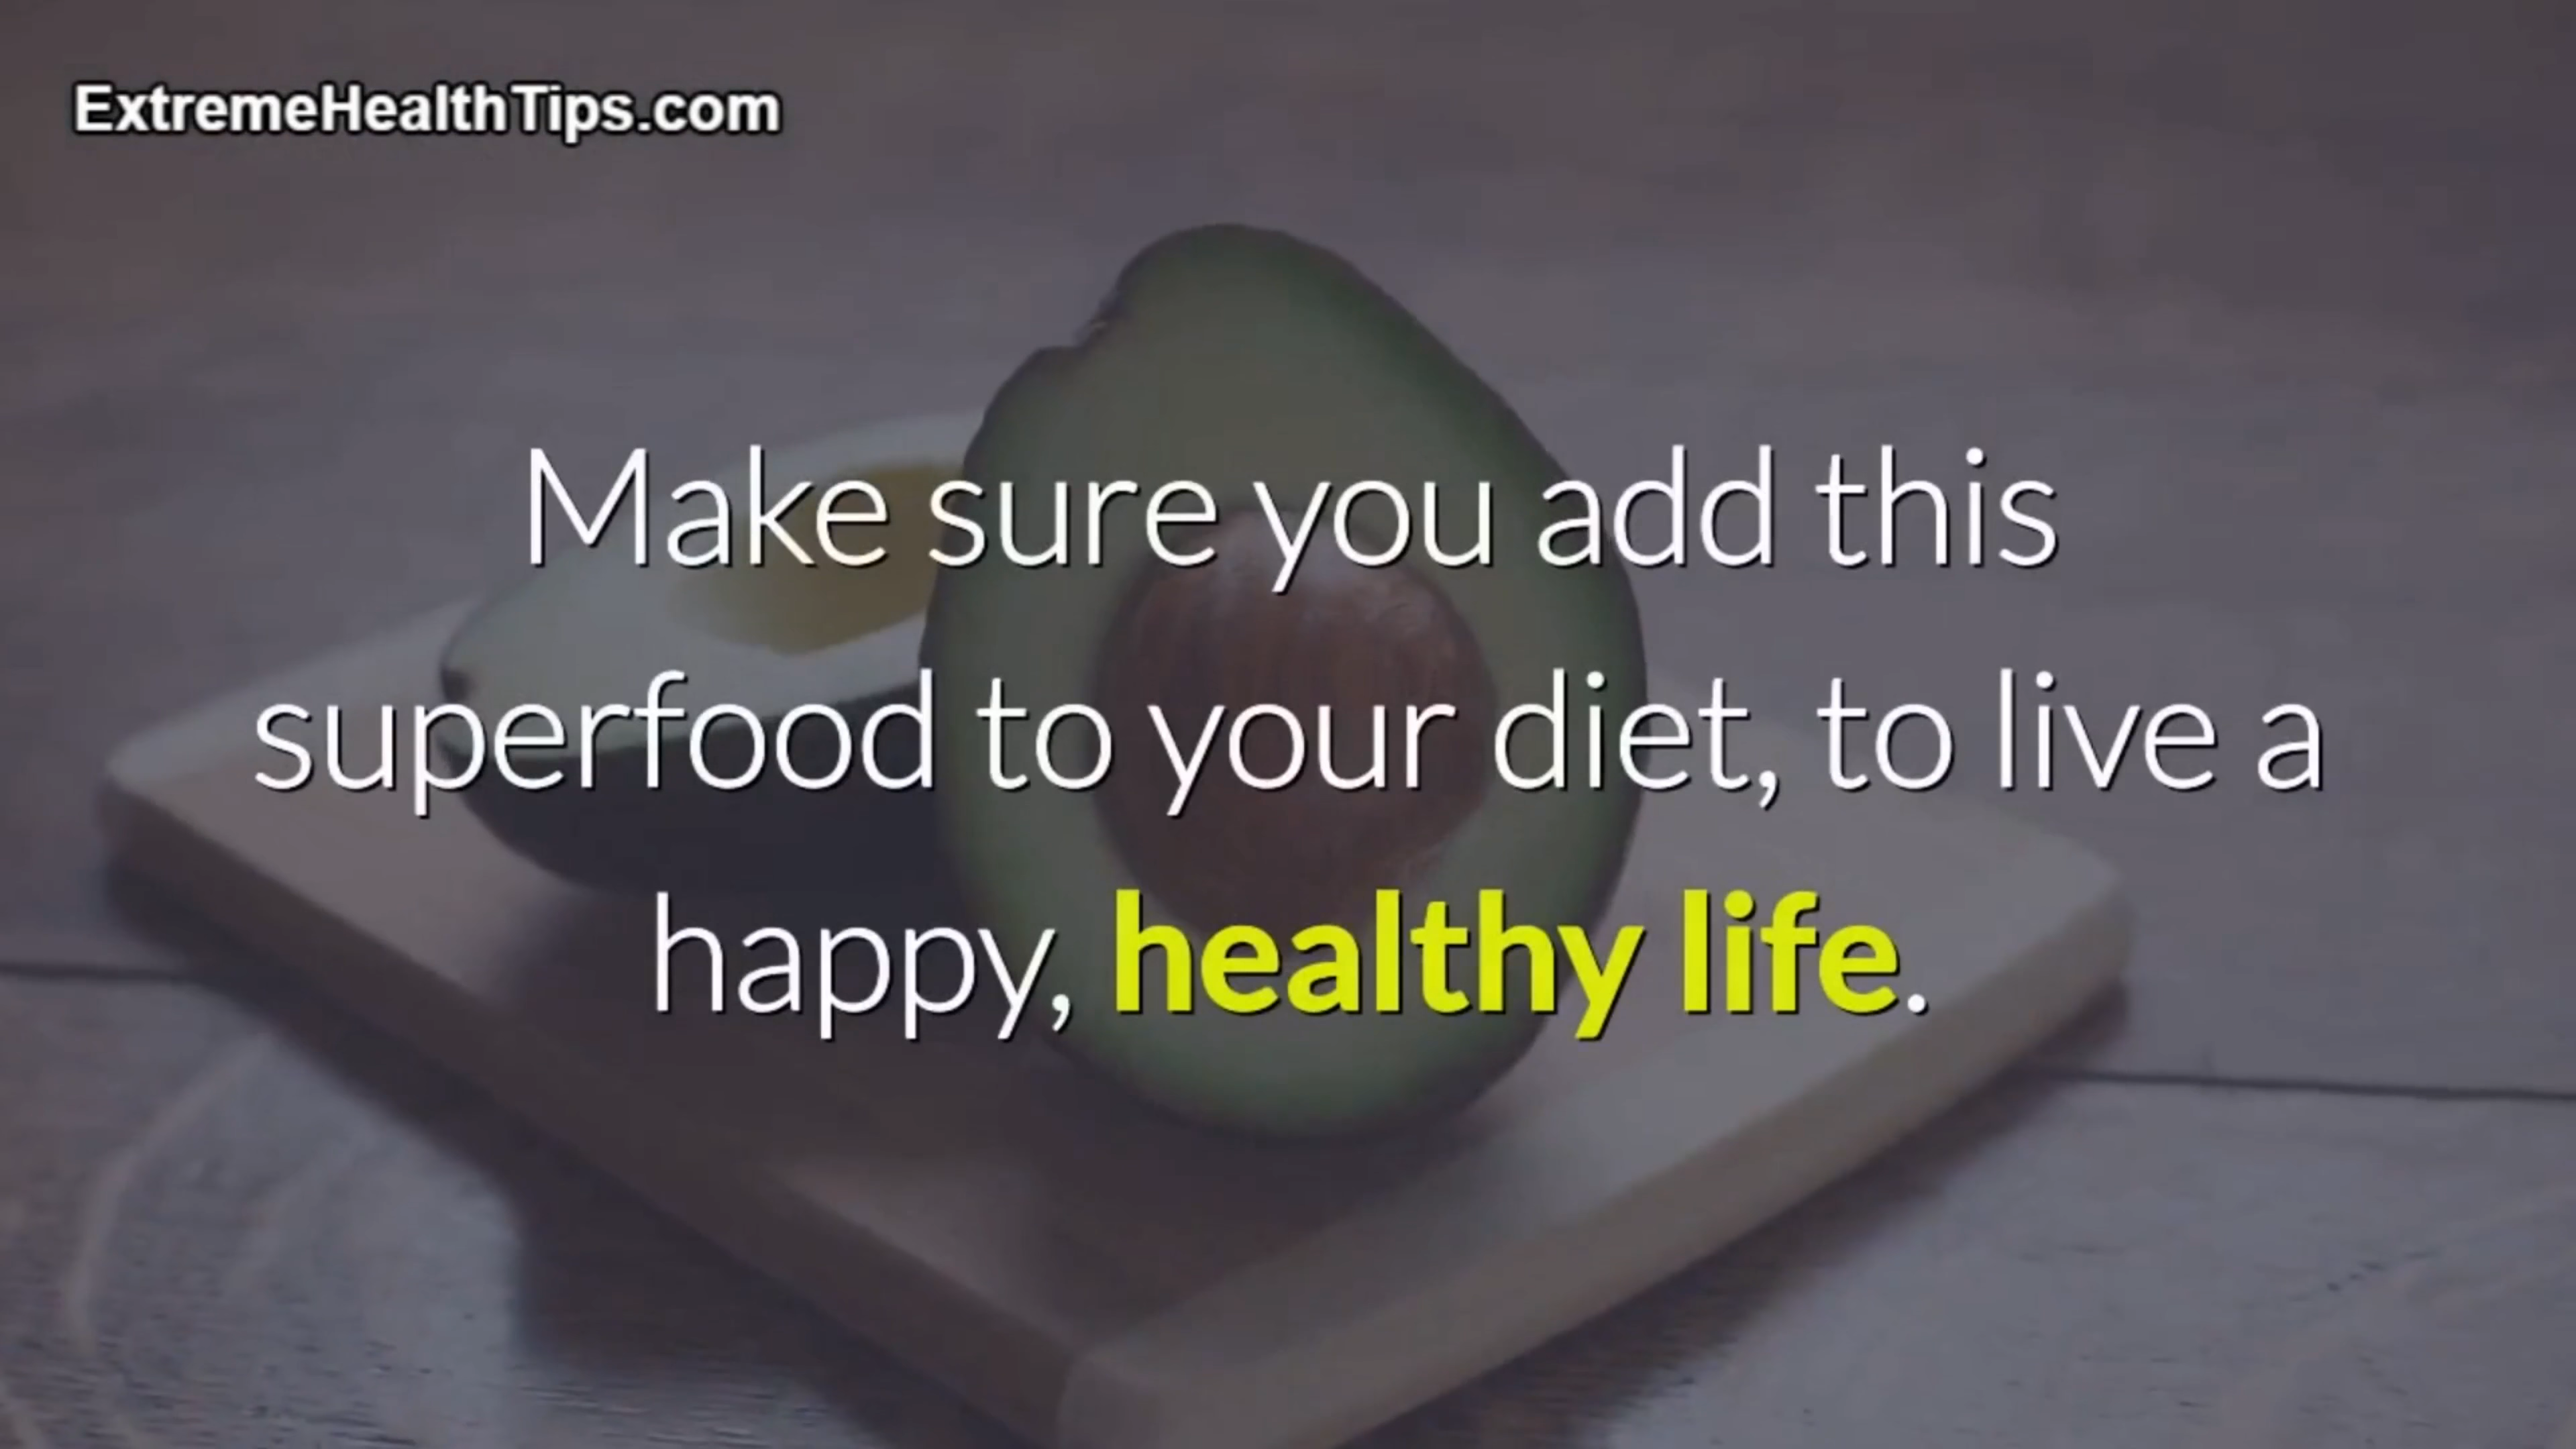 ExtremeHealthTips.com
Make sure you add this
superfood to your diet, to live a
happy, healthy life.